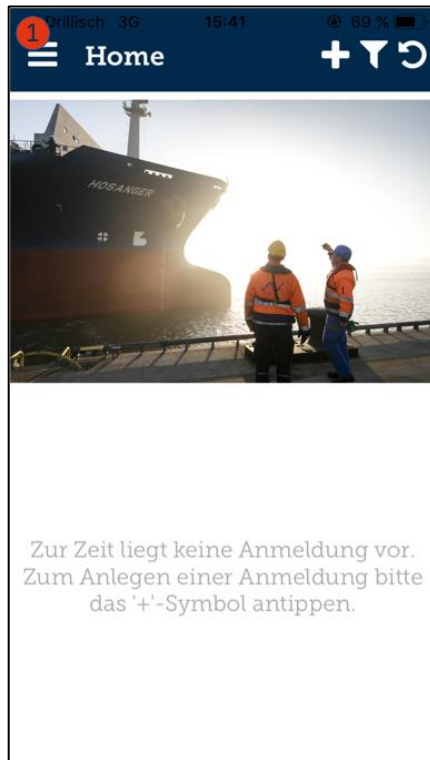 Drillisch 3G 15:41 69 %
1
Home
HOSANGER
Zur Zeit liegt keine Anmeldung vor.
Zum Anlegen einer Anmeldung bitte
das '+'-Symbol antippen.